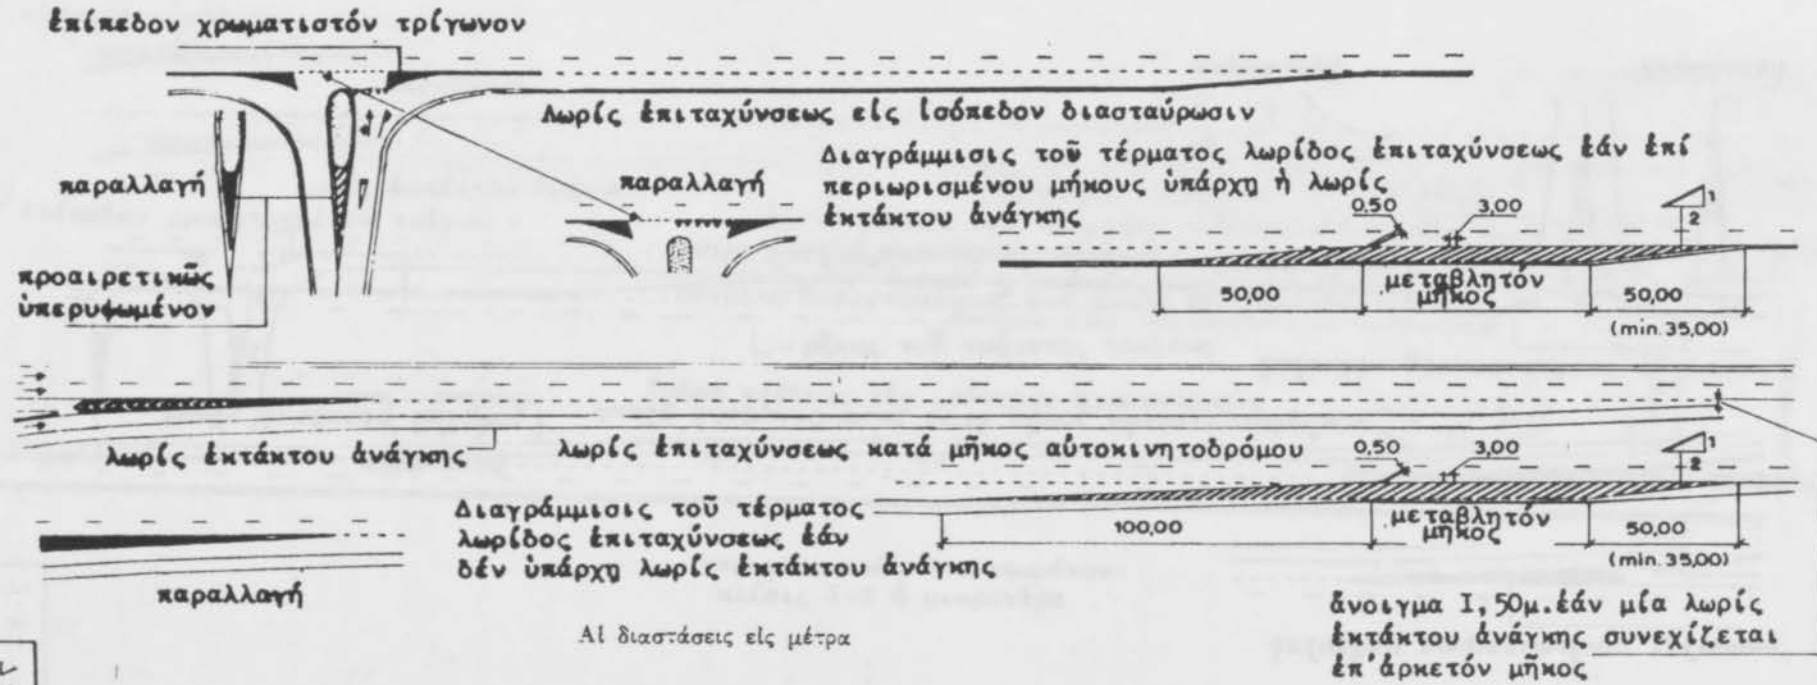 ἐπίπεδον χρωματιστόν τρίγωνον
Λωρίς ἐπιταχύνσεως εἰς ἰσόπεδον διασταύρωσιν
παραλλαγή
προαιρετικῶς
ὑπερυψωμένον
παραλλαγή
Διαγράμμισις τοῦ τέρματος λωρίδος ἐπιταχύνσεως ἐάν ἐπί
περιωρισμένου μήκους ὑπάρχῃ ἡ λωρίς
ἐκτάκτου ἀνάγκης
0.50 3,00 1
2
50,00 μεταβλητόν 50,00
μῆκος
(min. 35,00)
λωρίς ἐκτάκτου ἀνάγκης
λωρίς ἐπιταχύνσεως κατά μῆκος αὐτοκινητοδρόμου
0,50 3,00 1
2
Διαγράμμισις τοῦ τέρματος
λωρίδος ἐπιταχύνσεως ἐάν
δέν ὑπάρχῃ λωρίς ἐκτάκτου ἀνάγκης
100,00 μεταβλητόν 50,00
μῆκος
(min. 35,00)
παραλλαγή
Αἱ διαστάσεις εἰς μέτρα
ἄνοιγμα Ι,50μ.ἐάν μία λωρίς
ἐκτάκτου ἀνάγκης συνεχίζεται
ἐπ'ἀρκετόν μῆκος